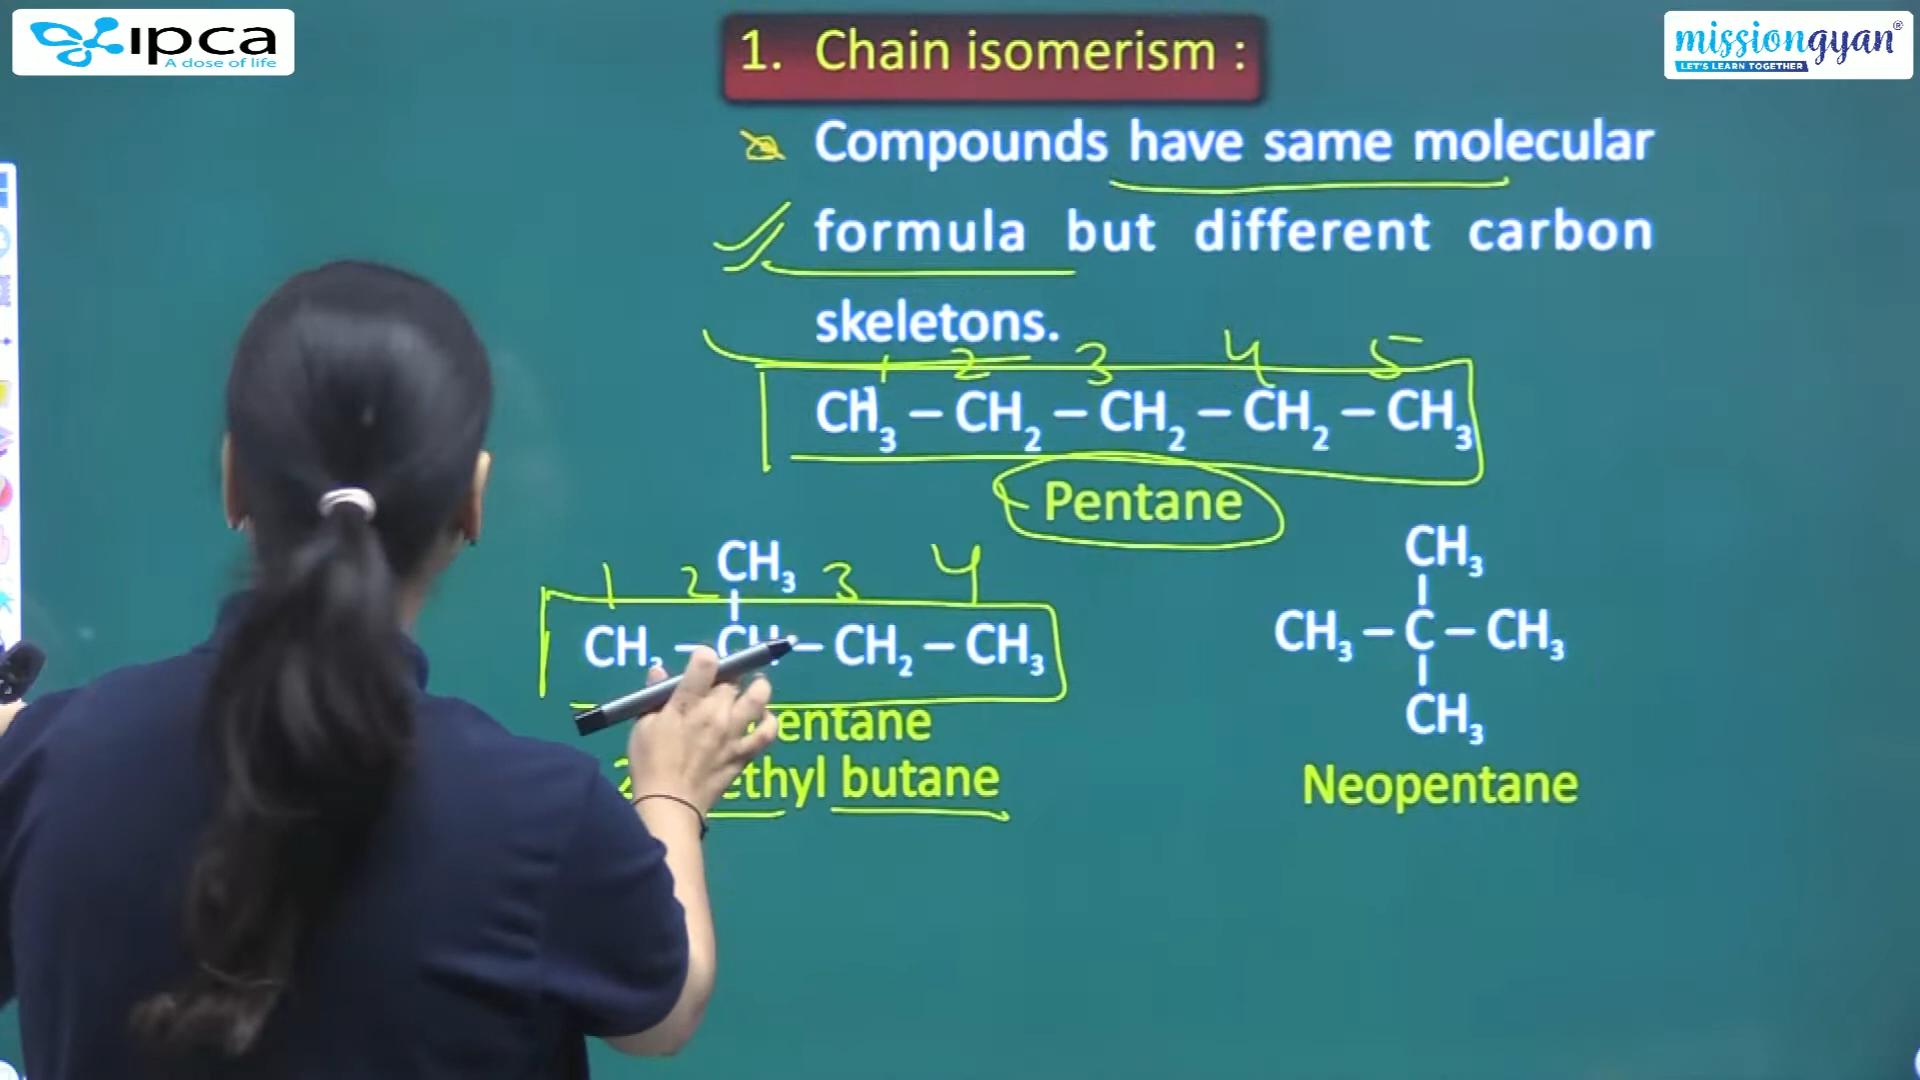 ipca
A dose of life
missiongyan®
LET'S LEARN TOGETHER
1. Chain isomerism :
Compounds have same molecular
formula but different carbon
skeletons.
1 2 3 4 5
CH₃ – CH₂ – CH₂ – CH₂ – CH₃
Pentane
CH₃
1 2 3 4
CH₃ – CH – CH₂ – CH₃
butane
CH₃
CH₃ – C – CH₃
CH₃
Neopentane